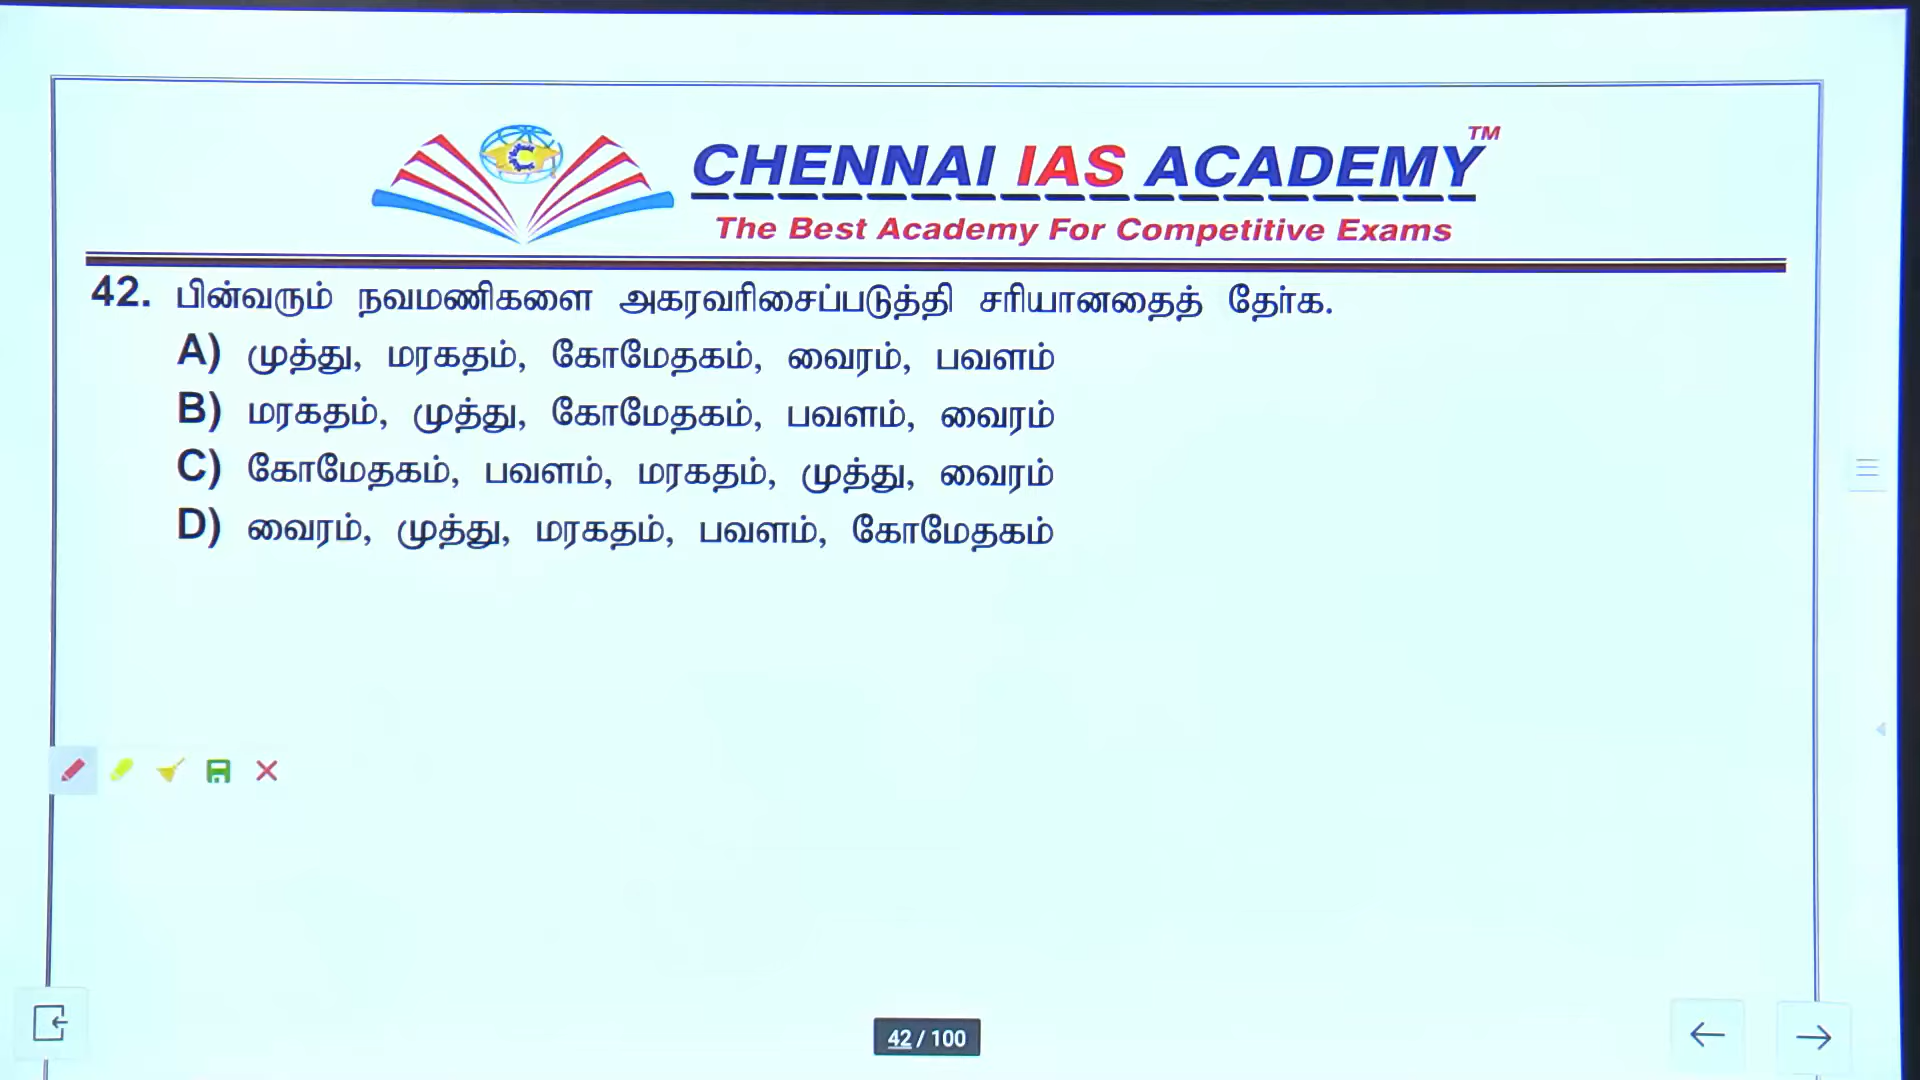 CHENNAI IAS ACADEMY TM
The Best Academy For Competitive Exams
42. பின்வரும் நவமணிகளை அகரவரிசைப்படுத்தி சரியானதைத் தேர்க.
A) முத்து, மரகதம், கோமேதகம், வைரம், பவளம்
B) மரகதம், முத்து, கோமேதகம், பவளம், வைரம்
C) கோமேதகம், பவளம், மரகதம், முத்து, வைரம்
D) வைரம், முத்து, மரகதம், பவளம், கோமேதகம்
42 / 100